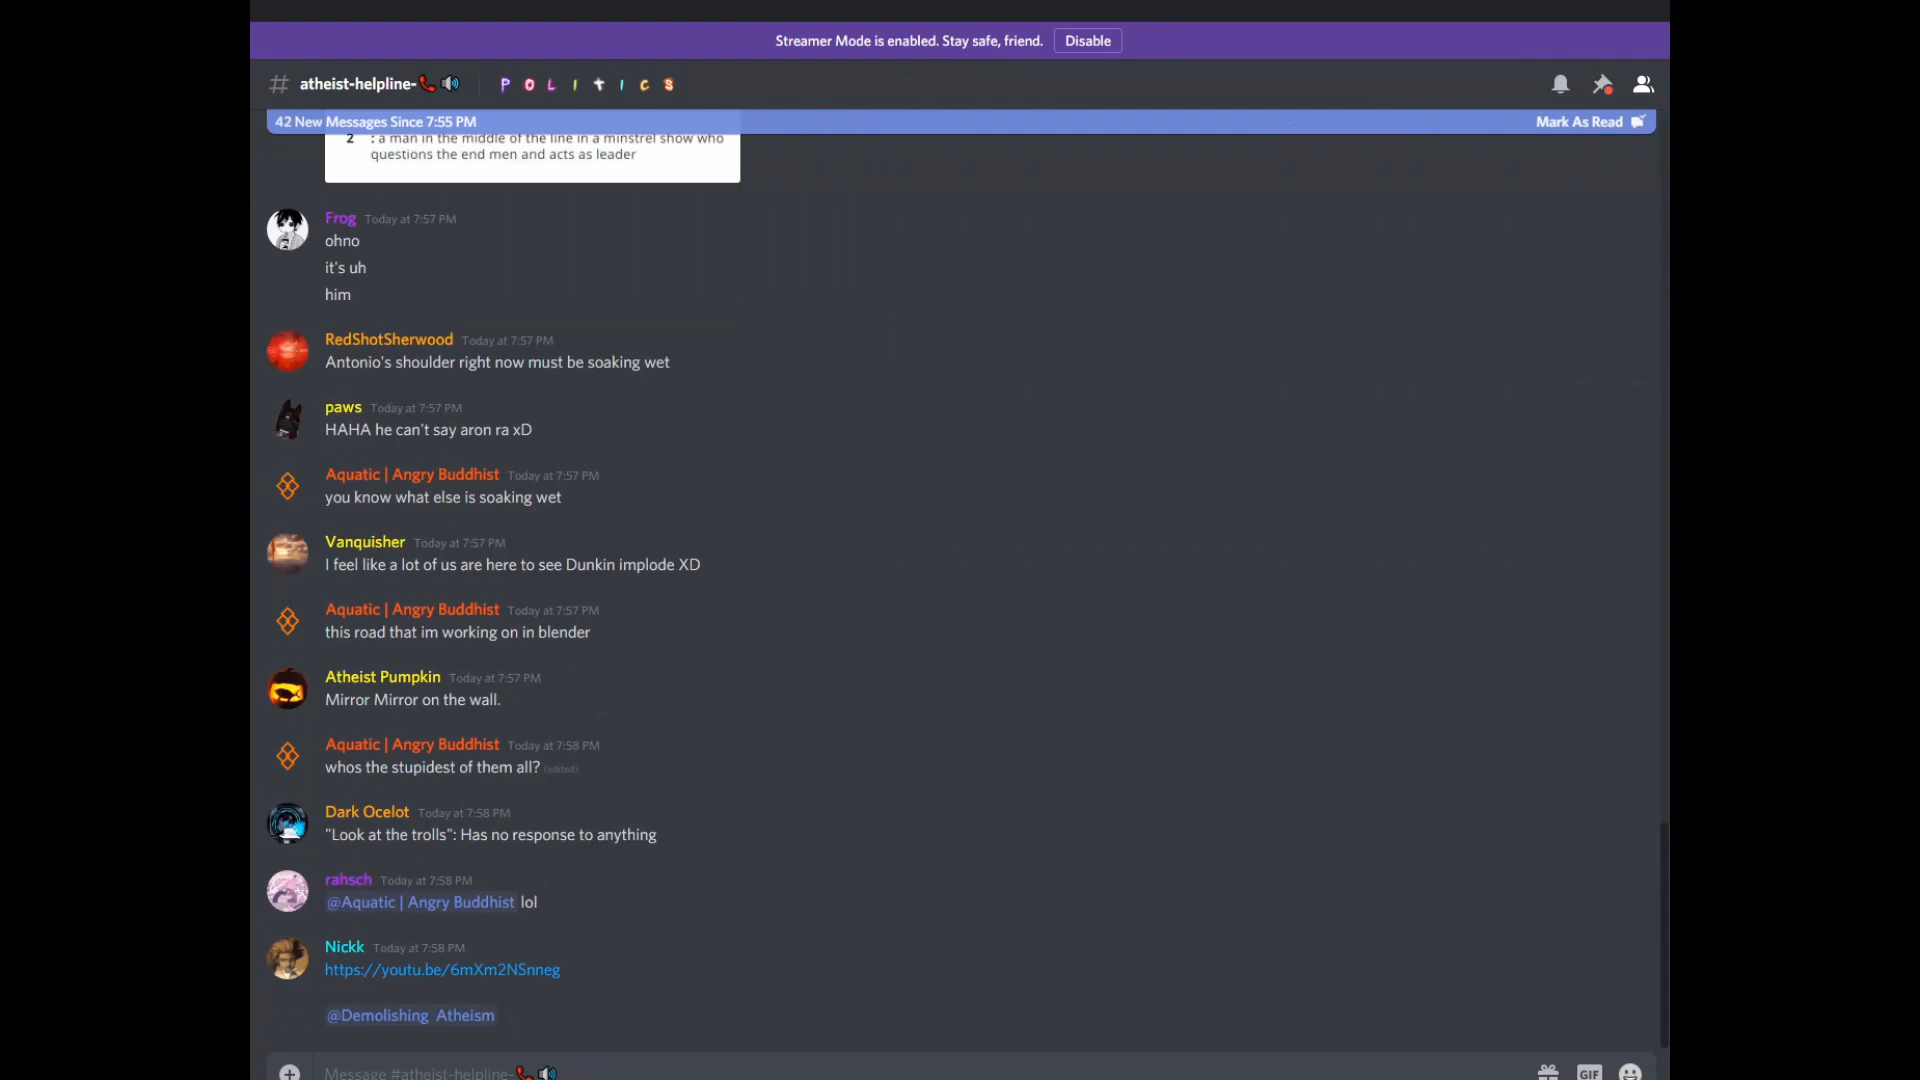 Streamer Mode is enabled. Stay safe, friend. Disable
# atheist-helpline-📞🔊 P O L I T I C S
42 New Messages Since 7:55 PM Mark As Read
2 : a man in the middle of the line in a minstrel show who
questions the end men and acts as leader
Frog Today at 7:57 PM
ohno
it's uh
him
RedShotSherwood Today at 7:57 PM
Antonio's shoulder right now must be soaking wet
paws Today at 7:57 PM
HAHA he can't say aron ra xD
Aquatic | Angry Buddhist Today at 7:57 PM
you know what else is soaking wet
Vanquisher Today at 7:57 PM
I feel like a lot of us are here to see Dunkin implode XD
Aquatic | Angry Buddhist Today at 7:57 PM
this road that im working on in blender
Atheist Pumpkin Today at 7:57 PM
Mirror Mirror on the wall.
Aquatic | Angry Buddhist Today at 7:58 PM
whos the stupidest of them all? (edited)
Dark Ocelot Today at 7:58 PM
"Look at the trolls": Has no response to anything
rahsch Today at 7:58 PM
@Aquatic | Angry Buddhist lol
Nickk Today at 7:58 PM
https://youtu.be/6mXm2NSnneg
@Demolishing Atheism
Message #atheist-helpline-📞🔊 GIF